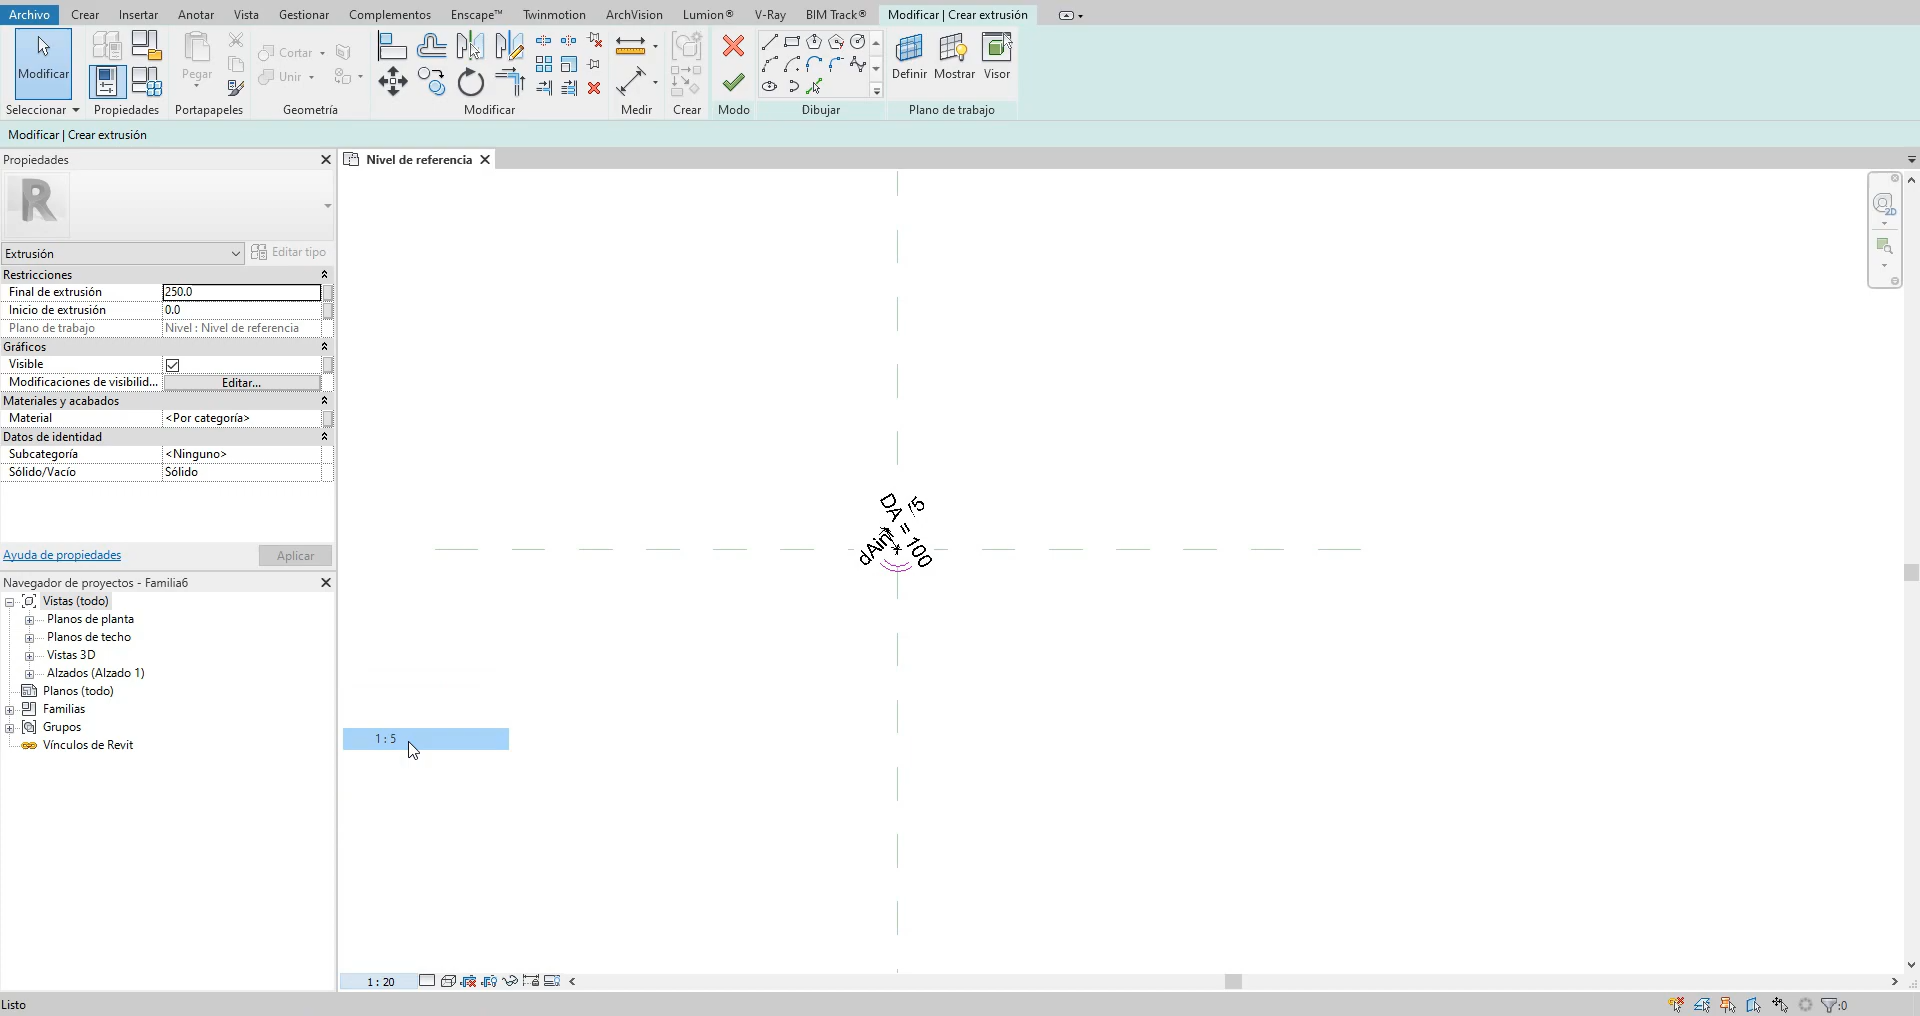 Archivo Crear Insertar Anotar Vista Gestionar Complementos Enscape™ Twinmotion ArchVision Lumion® V-Ray BIM Track® Modificar | Crear extrusión
Modificar
Pegar
Cortar
Unir
Definir Mostrar Visor
Seleccionar Propiedades Portapapeles Geometría Modificar Medir Crear Modo Dibujar Plano de trabajo
Modificar | Crear extrusión
Propiedades
Nivel de referencia
R
Extrusión
Editar tipo
Restricciones
Final de extrusión 250.0
Inicio de extrusión 0.0
Plano de trabajo Nivel : Nivel de referencia
Gráficos
Visible
Modificaciones de visibilid... Editar...
Materiales y acabados
Material <Por categoría>
Datos de identidad
Subcategoría <Ninguno>
Sólido/Vacío Sólido
Ayuda de propiedades
Aplicar
Navegador de proyectos - Familia6
Vistas (todo)
Planos de planta
Planos de techo
Vistas 3D
Alzados (Alzado 1)
Planos (todo)
Familias
Grupos
Vínculos de Revit
2D
DA = 100
1 : 5
1 : 20
Listo
:0